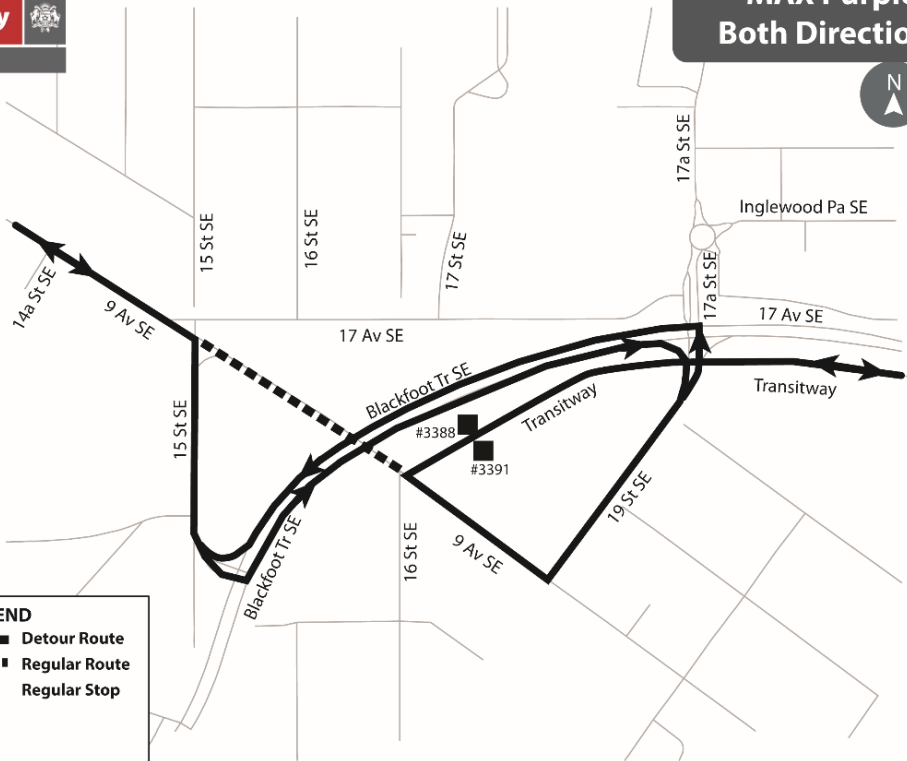 Both Directio
N
17a St SE
Inglewood Pa SE
15 St SE
16 St SE
17 St SE
17a St SE
14a St SE
9 Av SE
17 Av SE
17 Av SE
Blackfoot Tr SE
Transitway
Transitway
15 St SE
#3388
#3391
19 St SE
Blackfoot Tr SE
16 St SE
9 Av SE
END
Detour Route
Regular Route
Regular Stop